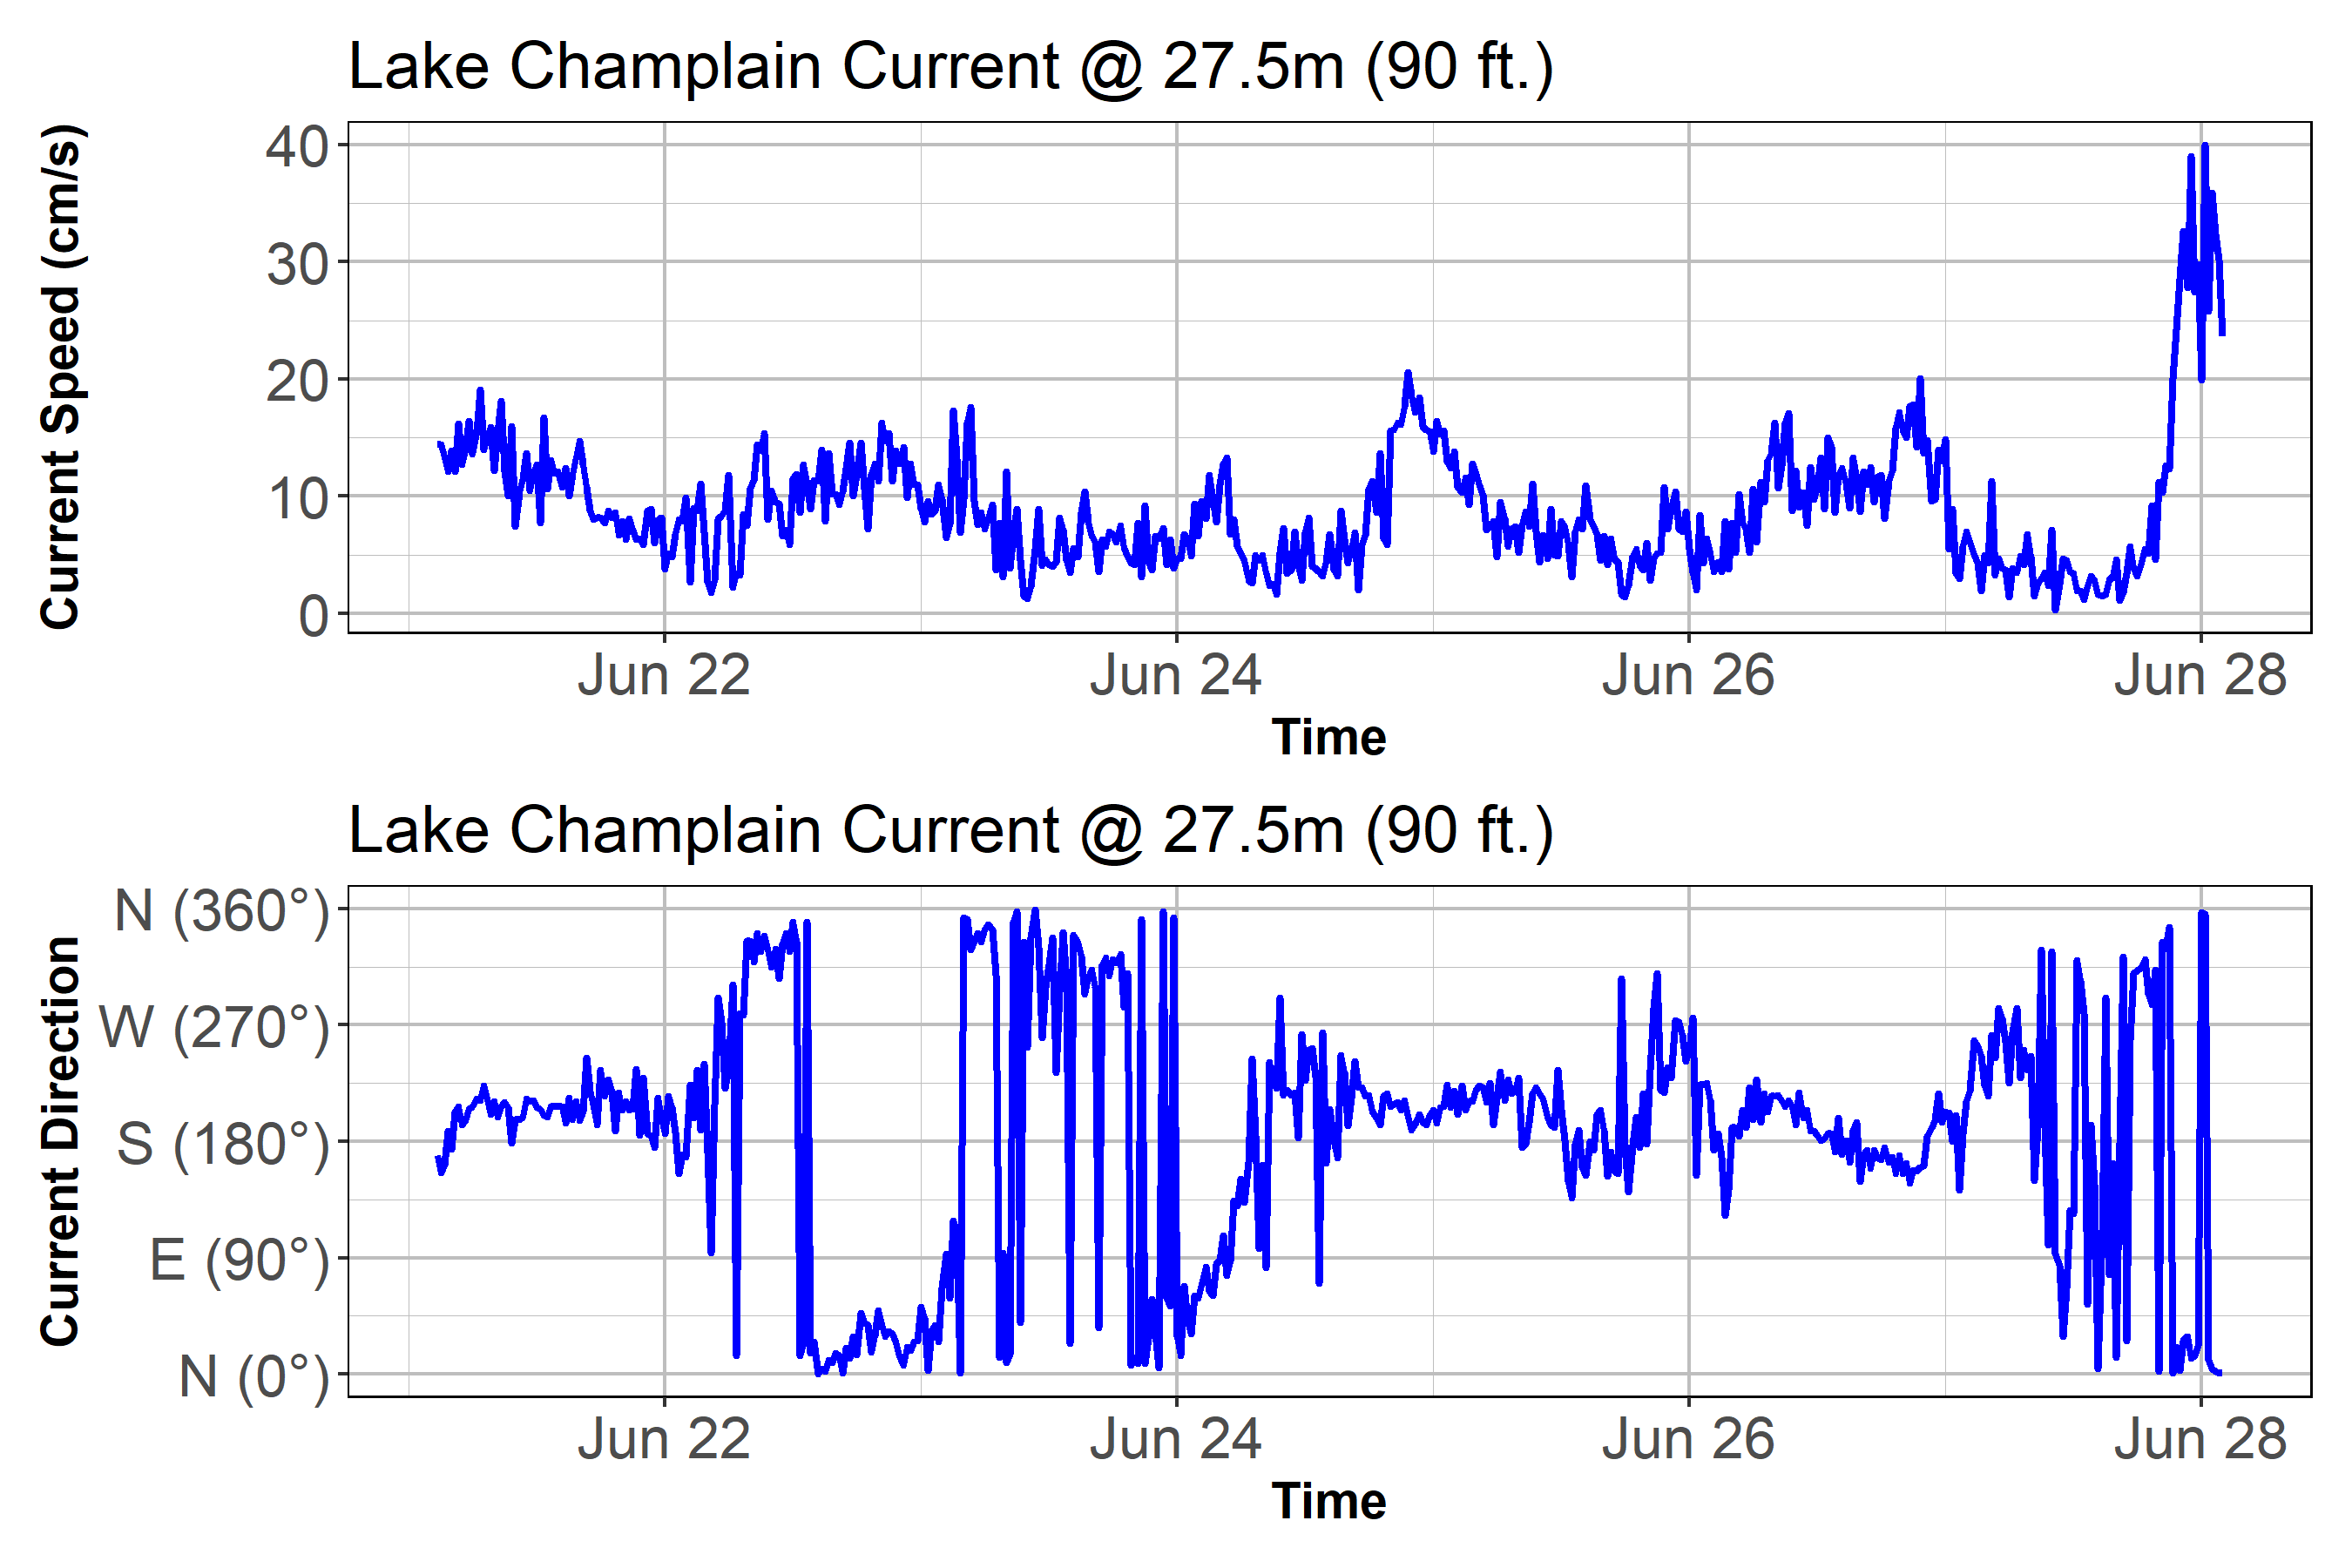 Lake Champlain Current @ 27.5m (90 ft.)
Current Speed (cm/s)
40
30
20
10
0
Jun 22 Jun 24 Jun 26 Jun 28
Time
Lake Champlain Current @ 27.5m (90 ft.)
Current Direction
N (360°)
W (270°)
S (180°)
E (90°)
N (0°)
Jun 22 Jun 24 Jun 26 Jun 28
Time